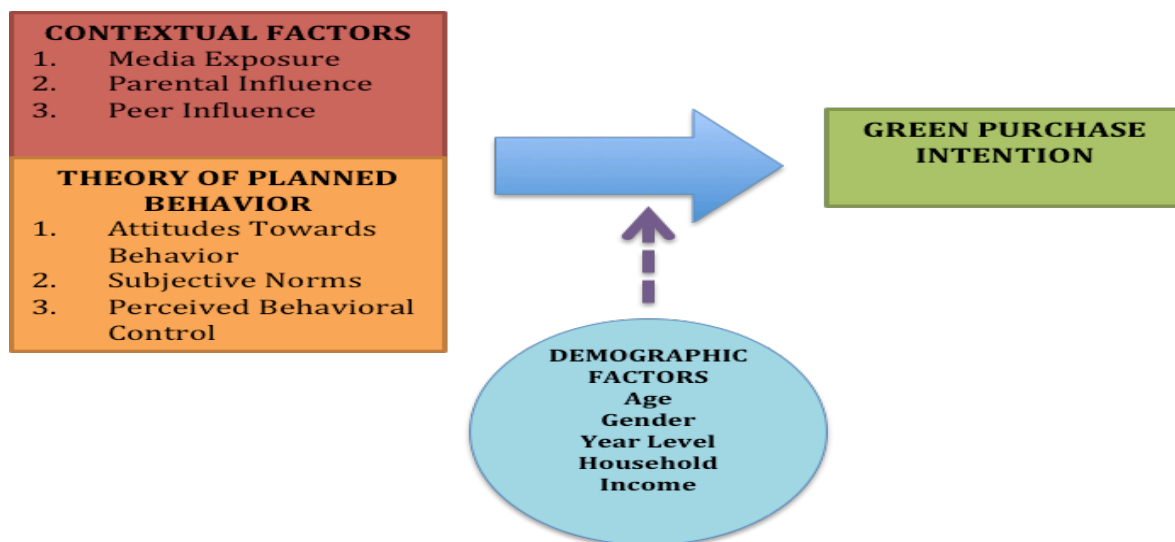 CONTEXTUAL FACTORS
1. Media Exposure
2. Parental Influence
3. Peer Influence
THEORY OF PLANNED
BEHAVIOR
1. Attitudes Towards
Behavior
2. Subjective Norms
3. Perceived Behavioral
Control
GREEN PURCHASE
INTENTION
DEMOGRAPHIC
FACTORS
Age
Gender
Year Level
Household
Income